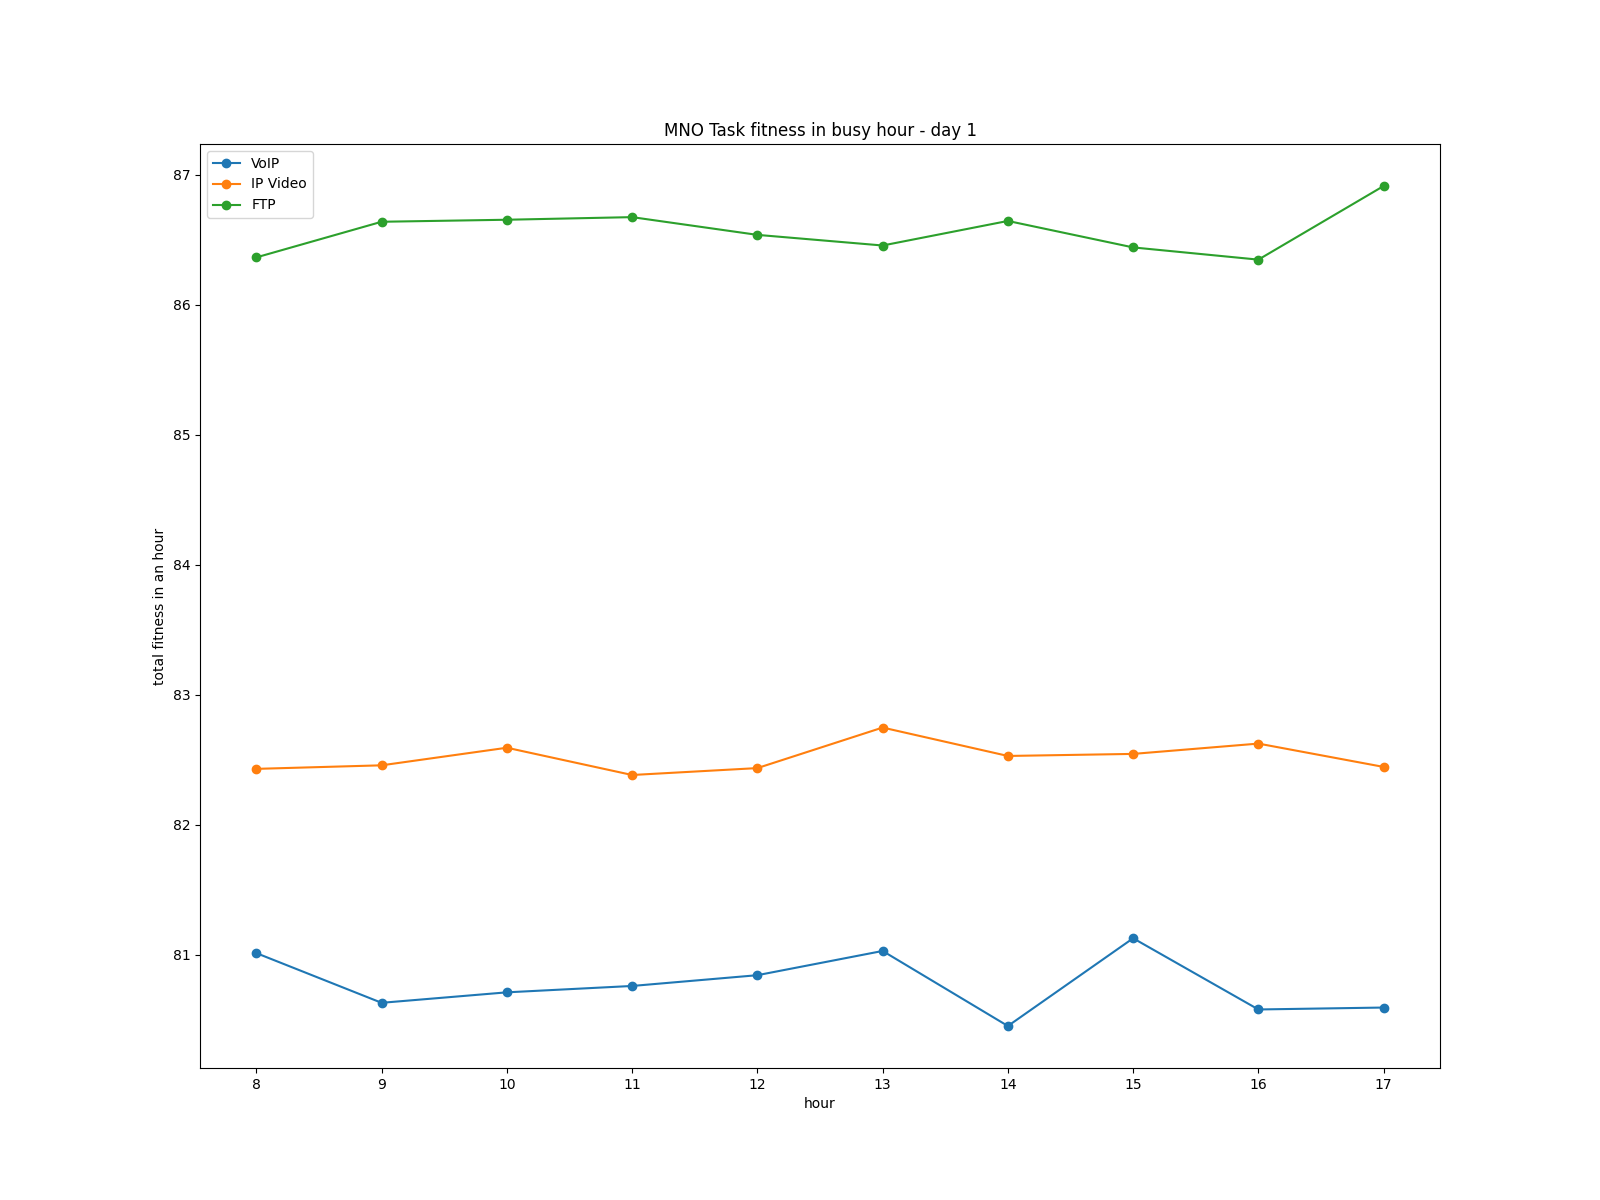 MNO Task fitness in busy hour - day 1
VoIP
IP Video
FTP
87
86
85
84
83
82
81
total fitness in an hour
8 9 10 11 12 13 14 15 16 17
hour